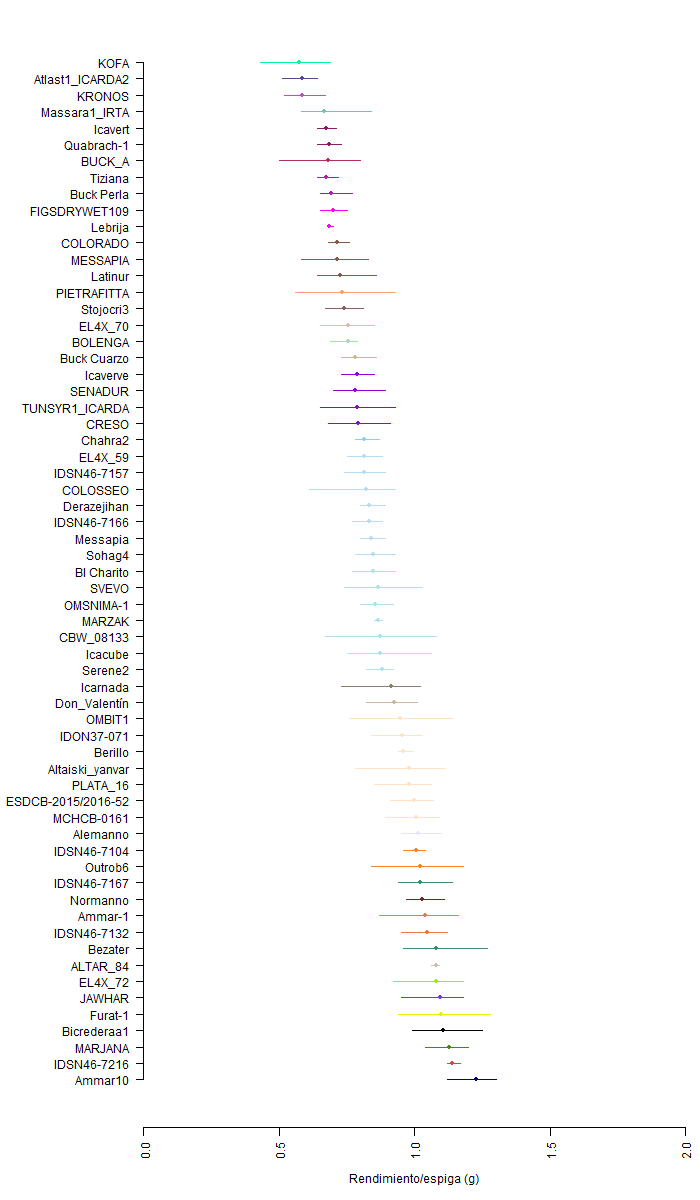 KOFA
Atlast1_ICARDA2
KRONOS
Massara1_IRTA
Icavert
Quabrach-1
BUCK_A
Tiziana
Buck Perla
FIGSDRYWET109
Lebrija
COLORADO
MESSAPIA
Latinur
PIETRAFITTA
Stojocri3
EL4X_70
BOLENGA
Buck Cuarzo
Icaverve
SENADUR
TUNSYR1_ICARDA
CRESO
Chahra2
EL4X_59
IDSN46-7157
COLOSSEO
Derazejihan
IDSN46-7166
Messapia
Sohag4
BI Charito
SVEVO
OMSNIMA-1
MARZAK
CBW_08133
Icacube
Serene2
Icarnada
Don_Valentín
OMBIT1
IDON37-071
Berillo
Altaiski_yanvar
PLATA_16
ESDCB-2015/2016-52
MCHCB-0161
Alemanno
IDSN46-7104
Outrob6
IDSN46-7167
Normanno
Ammar-1
IDSN46-7132
Bezater
ALTAR_84
EL4X_72
JAWHAR
Furat-1
Bicrederaa1
MARJANA
IDSN46-7216
Ammar10
0.0 0.5 1.0 1.5 2.0
Rendimiento/espiga (g)